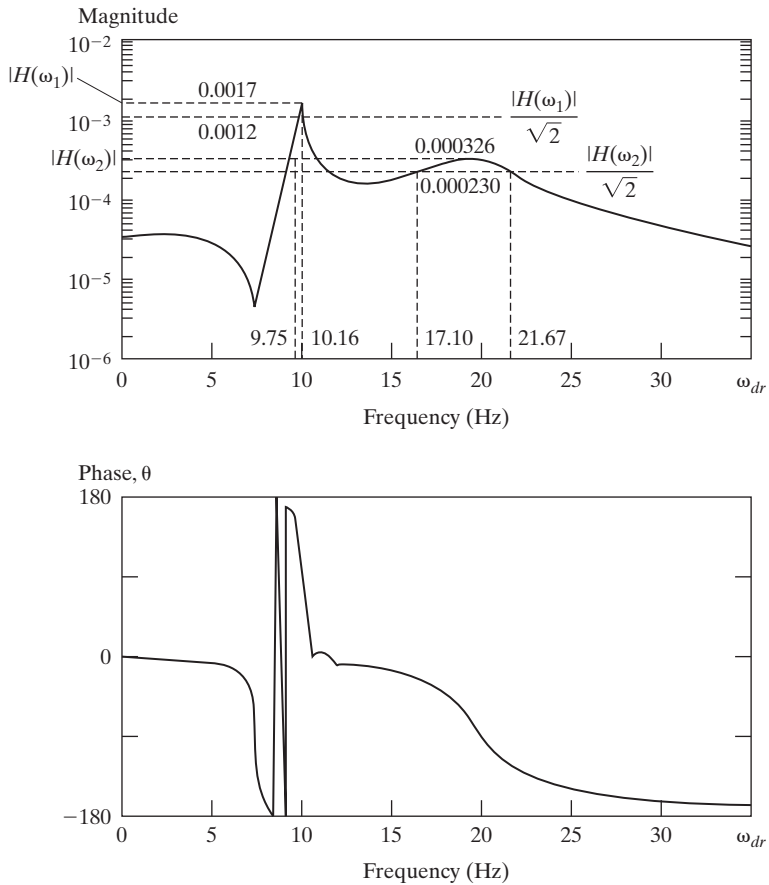 Magnitude
10⁻²
|H(ω₁)|
0.0017
|H(ω₁)|
√2
10⁻³
0.0012
0.000326
|H(ω₂)|
|H(ω₂)|
√2
0.000230
10⁻⁴
10⁻⁵
9.75 10.16 17.10 21.67
10⁻⁶
0 5 10 15 20 25 30 ω_dr
Frequency (Hz)
Phase, θ
180
0
−180
0 5 10 15 20 25 30 ω_dr
Frequency (Hz)